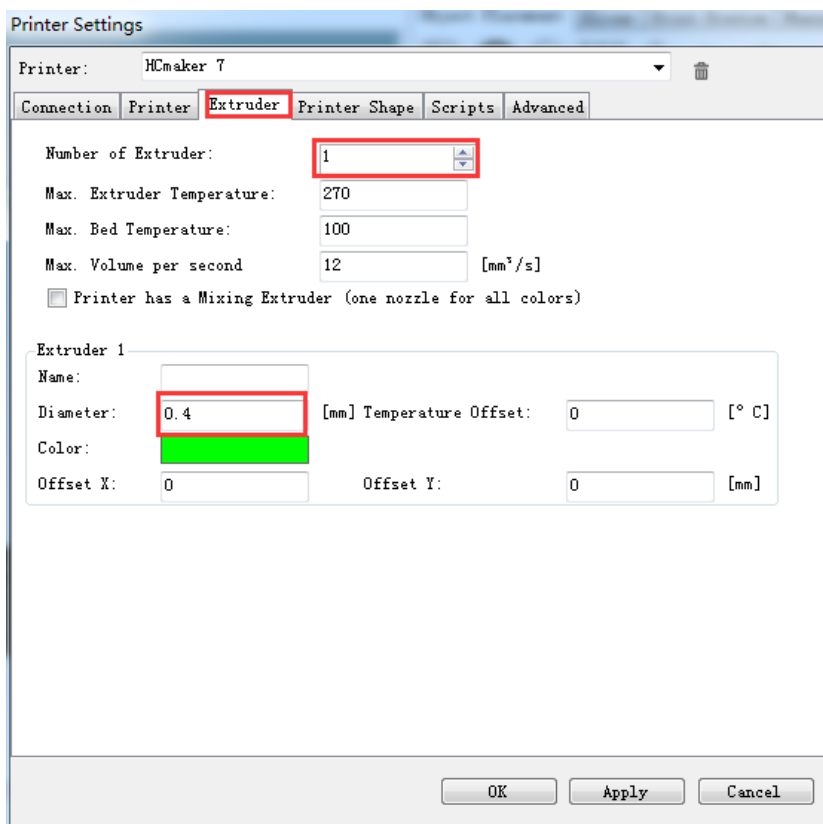 Printer Settings
Printer: HCmaker 7
Connection Printer Extruder Printer Shape Scripts Advanced
Number of Extruder: 1
Max. Extruder Temperature: 270
Max. Bed Temperature: 100
Max. Volume per second 12 [mm³/s]
Printer has a Mixing Extruder (one nozzle for all colors)
Extruder 1
Name:
Diameter: 0.4 [mm] Temperature Offset: 0 [° C]
Color:
Offset X: 0 Offset Y: 0 [mm]
OK Apply Cancel